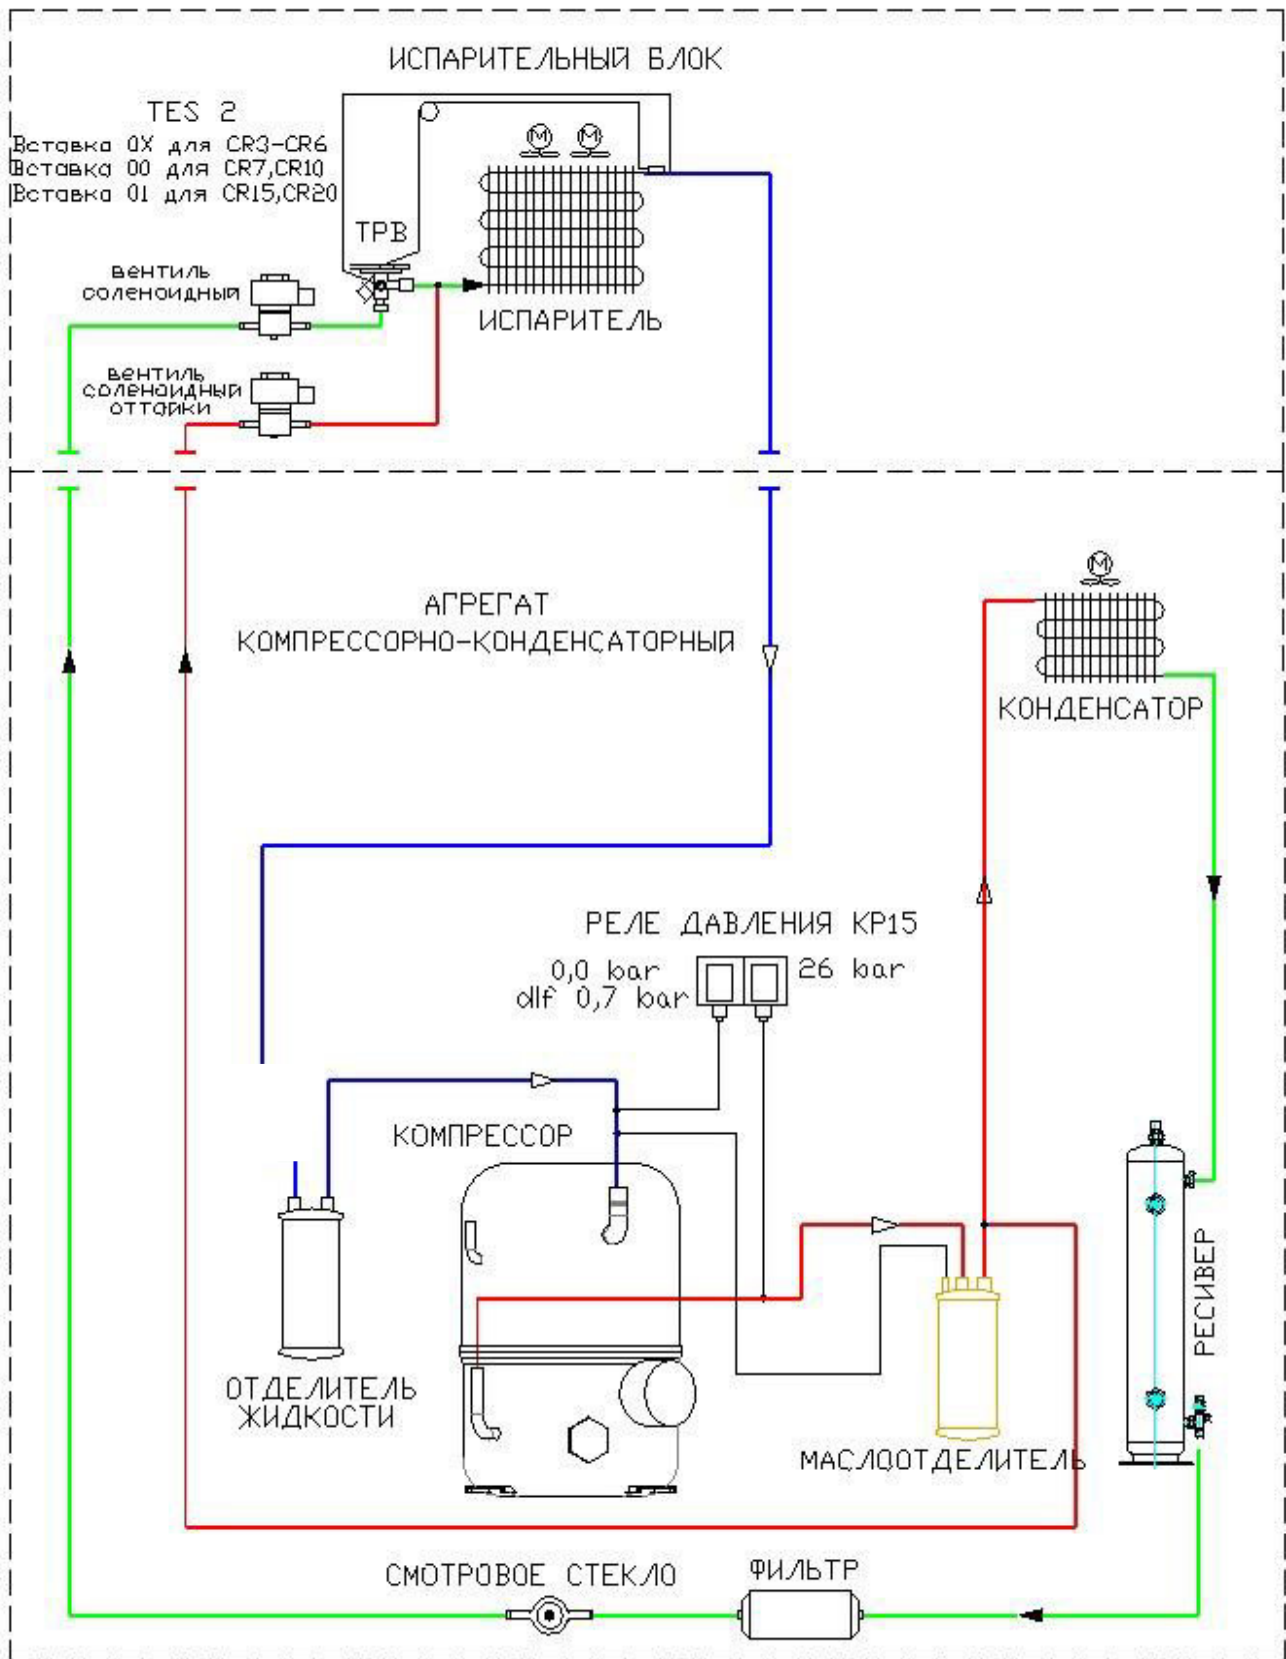 ИСПАРИТЕЛЬНЫЙ БЛОК
TES 2
Вставка 0X для CR3-CR6
Вставка 00 для CR7,CR10
Вставка 01 для CR15,CR20
М М
ТРВ
вентиль
соленоидный
ИСПАРИТЕЛЬ
вентиль
соленоидный
оттайки
М
АГРЕГАТ
КОМПРЕССОРНО-КОНДЕНСАТОРНЫЙ
КОНДЕНСАТОР
РЕЛЕ ДАВЛЕНИЯ KP15
0,0 bar
dif 0,7 bar
26 bar
КОМПРЕССОР
РЕСИВЕР
ОТДЕЛИТЕЛЬ
ЖИДКОСТИ
МАСЛООТДЕЛИТЕЛЬ
СМОТРОВОЕ СТЕКЛО
ФИЛЬТР